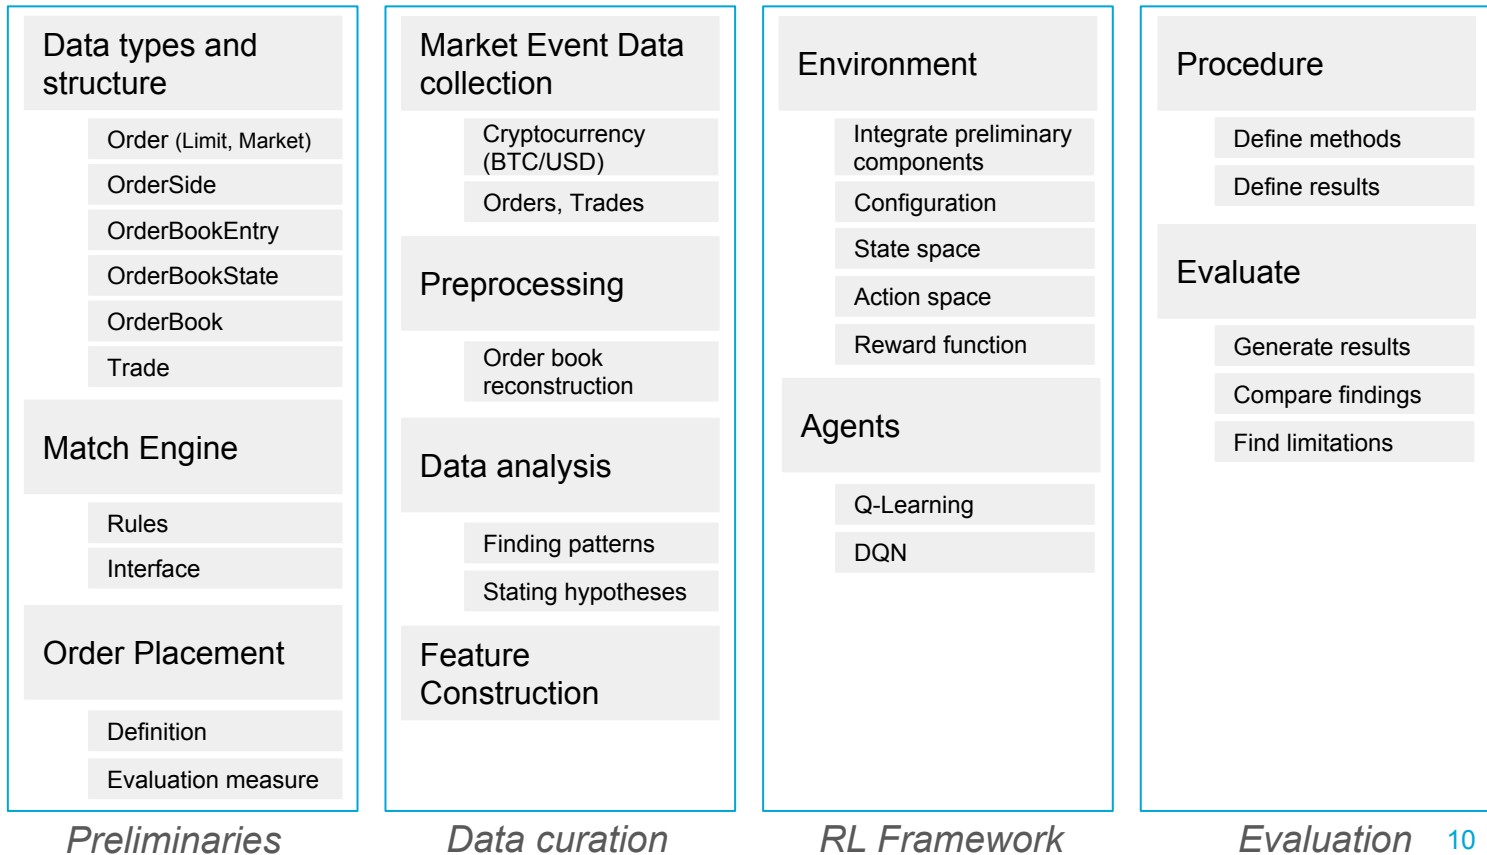 Data types and
structure
Order (Limit, Market)
OrderSide
OrderBookEntry
OrderBookState
OrderBook
Trade
Match Engine
Rules
Interface
Order Placement
Definition
Evaluation measure
Preliminaries
Market Event Data
collection
Cryptocurrency
(BTC/USD)
Orders, Trades
Preprocessing
Order book
reconstruction
Data analysis
Finding patterns
Stating hypotheses
Feature
Construction
Data curation
Environment
Integrate preliminary
components
Configuration
State space
Action space
Reward function
Agents
Q-Learning
DQN
RL Framework
Procedure
Define methods
Define results
Evaluate
Generate results
Compare findings
Find limitations
Evaluation
10